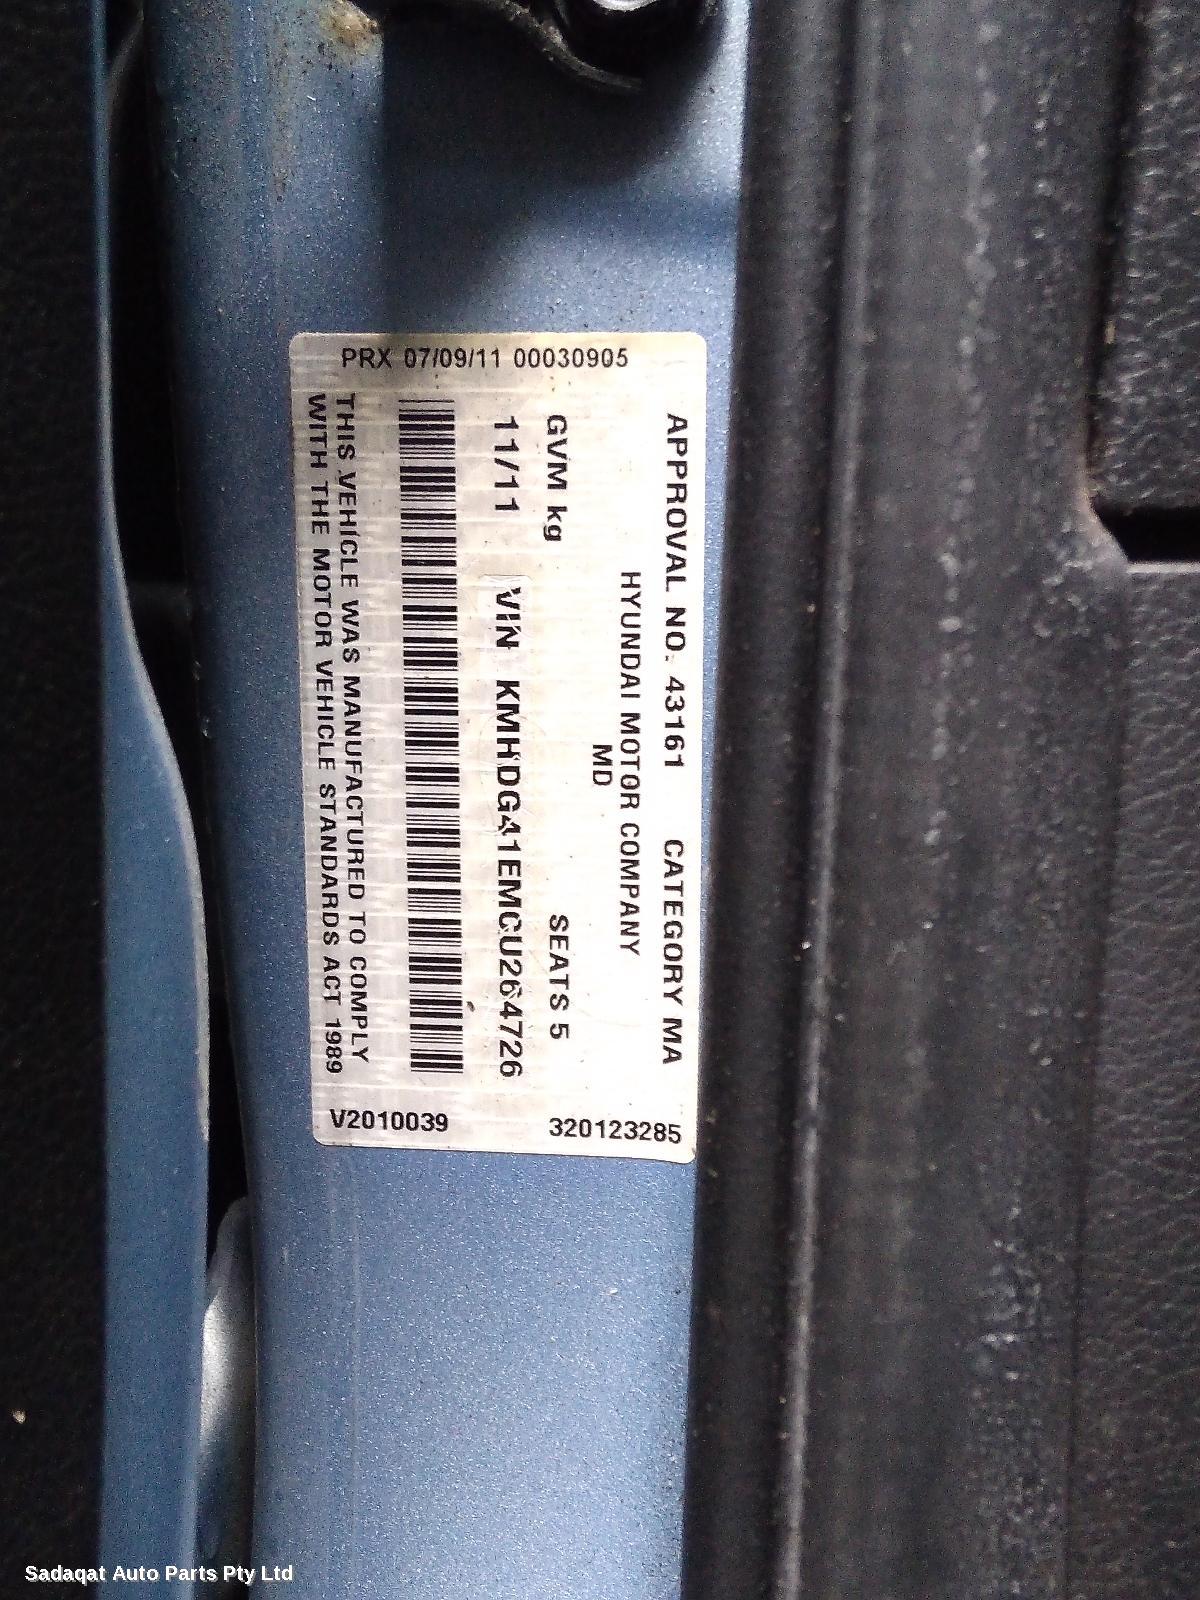 PRX 07/09/11 00030905
APPROVAL NO. 43161 CATEGORY MA
HYUNDAI MOTOR COMPANY
MD
GVM kg SEATS 5
11/11 VIN KMHDG41EMCU264726
THIS VEHICLE WAS MANUFACTURED TO COMPLY
WITH THE MOTOR VEHICLE STANDARDS ACT 1989
V2010039 320123285
Sadaqat Auto Parts Pty Ltd